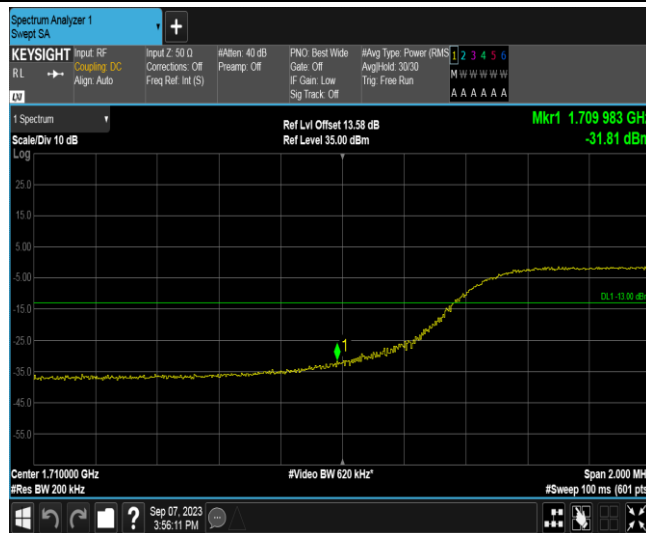 Spectrum Analyzer 1
Swept SA
+
KEYSIGHT
RL
Input: RF
Coupling: DC
Align: Auto
Input Z: 50 Ω
Corrections: Off
Freq Ref: Int (S)
#Atten: 40 dB
Preamp: Off
PNO: Best Wide
Gate: Off
IF Gain: Low
Sig Track: Off
#Avg Type: Power (RMS
Avg|Hold: 30/30
Trig: Free Run
1 2 3 4 5 6
M W W W W W
A A A A A A
1 Spectrum
Scale/Div 10 dB
Log
Ref Lvl Offset 13.58 dB
Ref Level 35.00 dBm
Mkr1 1.709 983 GHz
-31.81 dBm
25.0
15.0
5.00
-5.00
-15.0
-25.0
-35.0
-45.0
-55.0
DL1 -13.00 dBm
1
Center 1.710000 GHz
#Res BW 200 kHz
#Video BW 620 kHz*
Span 2.000 MH
#Sweep 100 ms (601 pts
?
Sep 07, 2023
3:56:11 PM